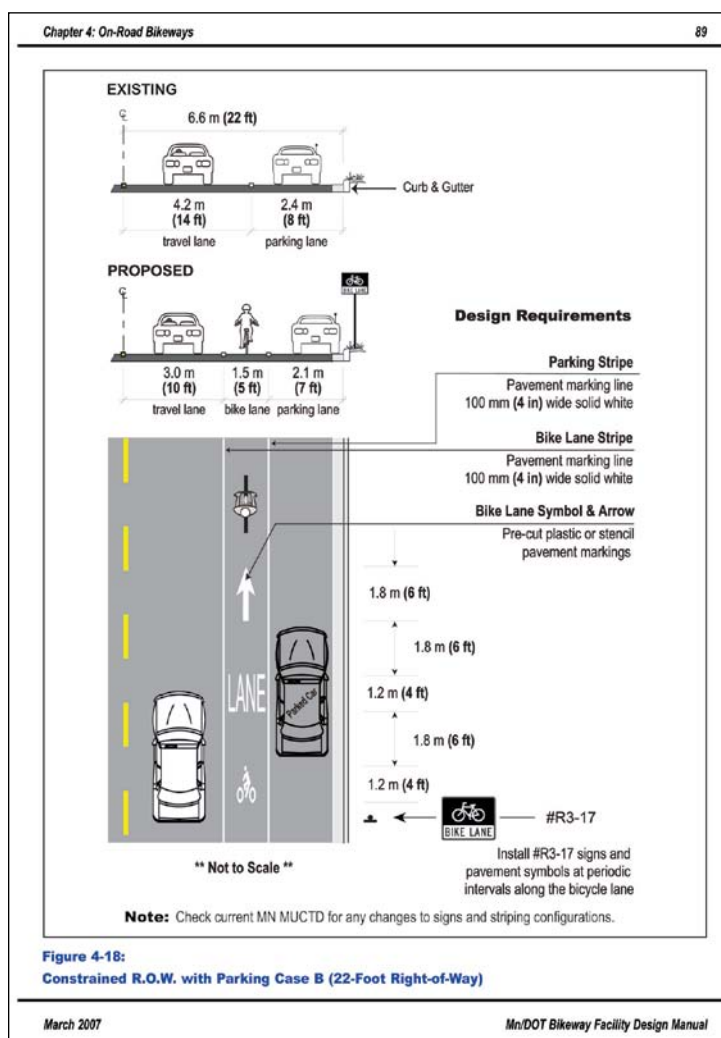 Chapter 4: On-Road Bikeways 89
EXISTING
℄ 6.6 m (22 ft)
Curb & Gutter
4.2 m 2.4 m
(14 ft) (8 ft)
travel lane parking lane
PROPOSED
℄
BIKE LANE
Design Requirements
3.0 m 1.5 m 2.1 m
(10 ft) (5 ft) (7 ft)
travel lane bike lane parking lane
Parking Stripe
Pavement marking line
100 mm (4 in) wide solid white
Bike Lane Stripe
Pavement marking line
100 mm (4 in) wide solid white
Bike Lane Symbol & Arrow
Pre-cut plastic or stencil
pavement markings
1.8 m (6 ft)
1.8 m (6 ft)
LANE
Parked Car
1.2 m (4 ft)
1.8 m (6 ft)
1.2 m (4 ft)
BIKE LANE
#R3-17
Install #R3-17 signs and
pavement symbols at periodic
intervals along the bicycle lane
** Not to Scale **
Note: Check current MN MUCTD for any changes to signs and striping configurations.
Figure 4-18:
Constrained R.O.W. with Parking Case B (22-Foot Right-of-Way)
March 2007 Mn/DOT Bikeway Facility Design Manual